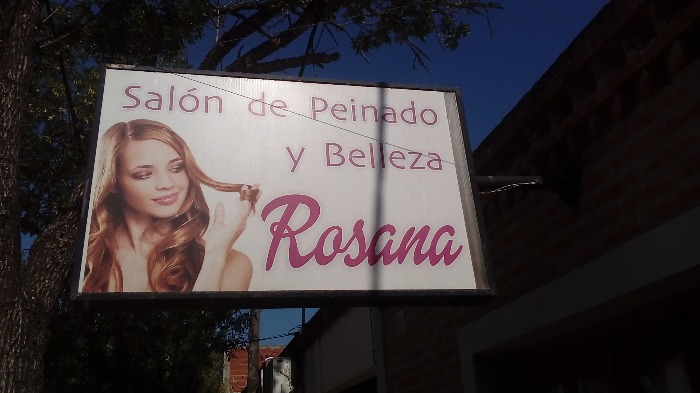 Salón de Peinado
y Belleza
Rosana